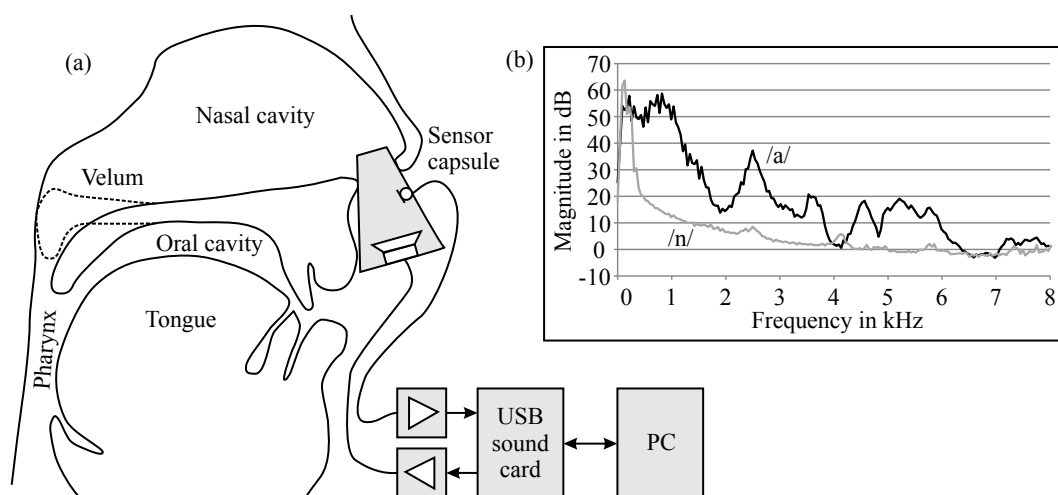 (a)
Nasal cavity
Sensor
capsule
Velum
Oral cavity
Tongue
Pharynx
USB
sound
card
PC
(b)
Magnitude in dB
70
60
50
40
30
20
10
0
-10
/a/
/n/
0 1 2 3 4 5 6 7 8
Frequency in kHz